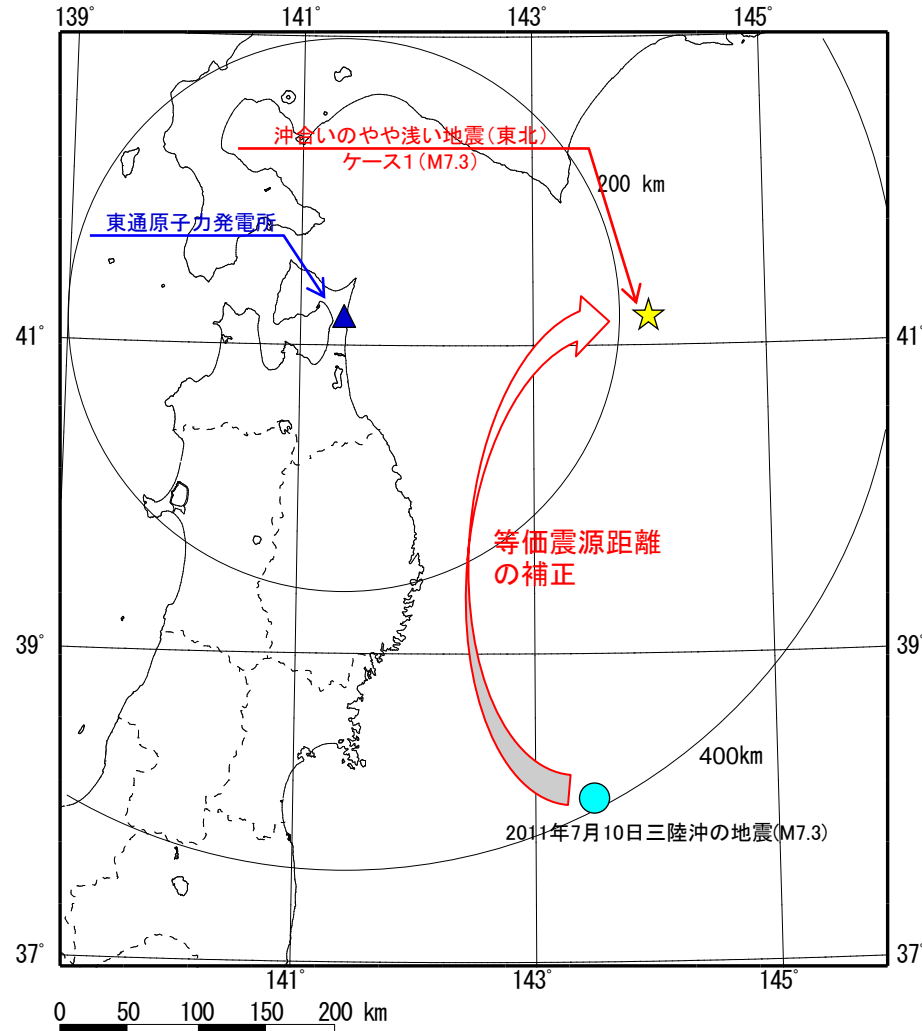 139° 141° 143° 145°
沖合いのやや浅い地震(東北)
ケース1(M7.3)
200 km
東通原子力発電所
41° 41°
等価震源距離
の補正
39° 39°
400km
2011年7月10日三陸沖の地震(M7.3)
37° 37°
141° 143° 145°
0 50 100 150 200 km